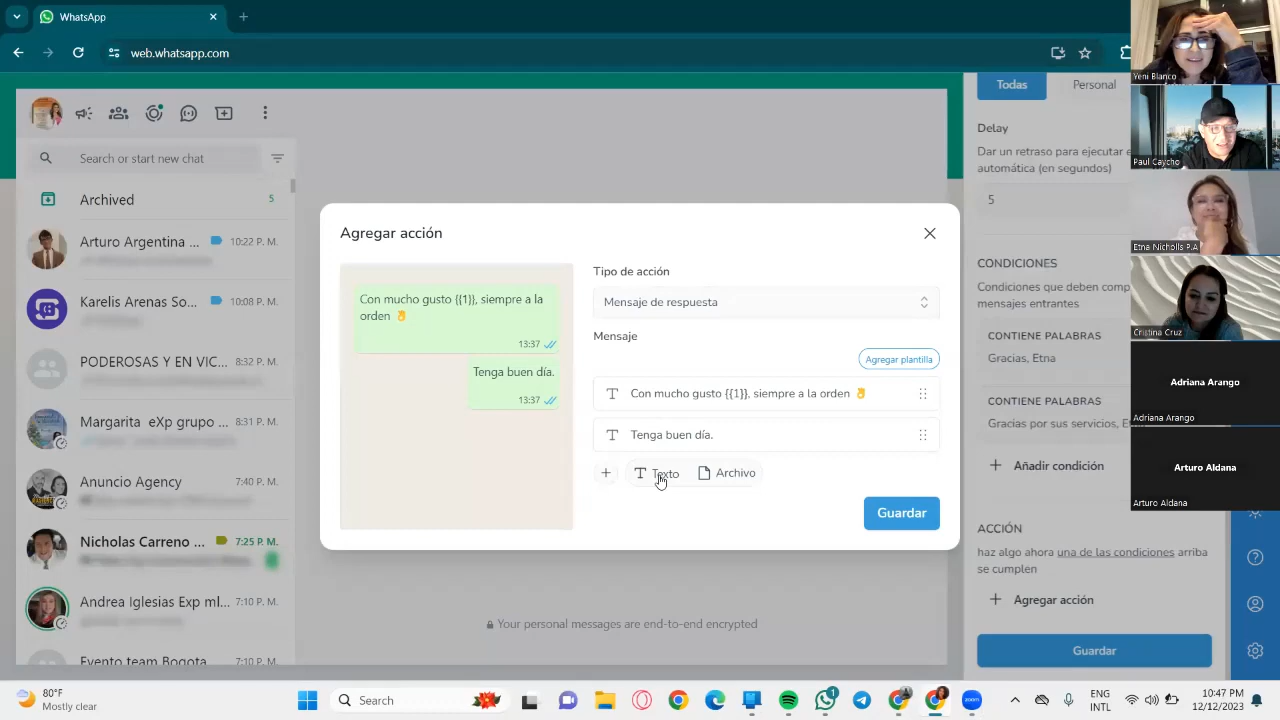 WhatsApp
web.whatsapp.com
Search or start new chat
Archived
5
Arturo Argentina ...
10:22 P. M.
Karelis Arenas So...
10:08 P. M.
PODEROSAS Y EN VIC...
8:32 P. M.
Margarita eXp grupo ...
8:31 P. M.
Anuncio Agency
7:40 P. M.
Nicholas Carreno ...
7:25 P. M.
Andrea Iglesias Exp ml...
7:10 P. M.
Evento team Bogota
7:10 P. M.
Agregar acción
Con mucho gusto {{1}}, siempre a la
orden 👌
13:37
Tenga buen día.
13:37
Tipo de acción
Mensaje de respuesta
Mensaje
Agregar plantilla
Con mucho gusto {{1}}, siempre a la orden 👌
Tenga buen día.
+ Texto Archivo
Guardar
Your personal messages are end-to-end encrypted
Todas Personal
Delay
Dar un retraso para ejecutar
automática (en segundos)
5
CONDICIONES
Condiciones que deben
mensajes entrantes
CONTIENE PALABRAS
Gracias, Etna
CONTIENE PALABRAS
Gracias por sus servicios,
+ Añadir condición
ACCIÓN
haz algo ahora una de las condiciones arriba
se cumplen
+ Agregar acción
Guardar
Yeni Blanco
Paul Caycho
Etna Nicholls P.A
Cristina Cruz
Adriana Arango
Adriana Arango
Arturo Aldana
Arturo Aldana
80°F
Mostly clear
Search
1
zoom
ENG
INTL
10:47 PM
12/12/2023